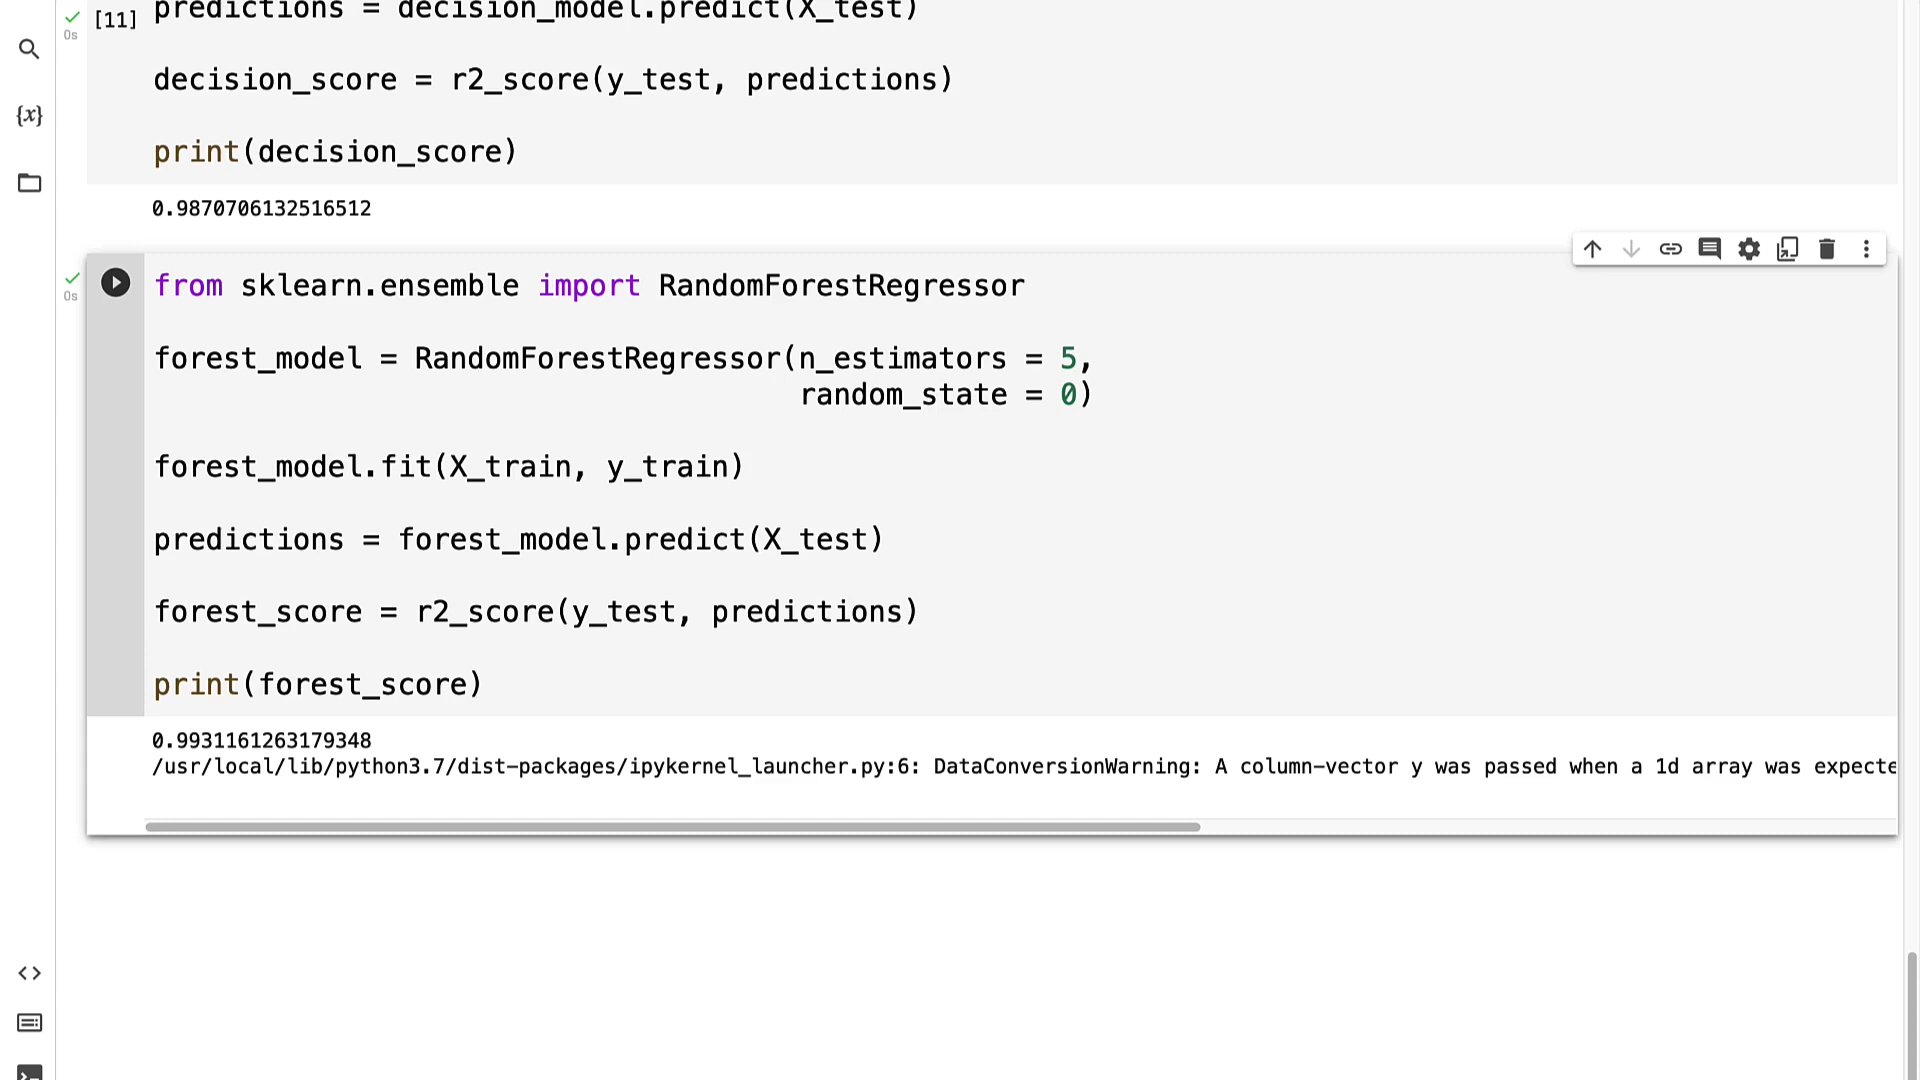 predictions = decision_model.predict(X_test)
[11]
0s
decision_score = r2_score(y_test, predictions)
{x}
print(decision_score)
0.9870706132516512
0s
from sklearn.ensemble import RandomForestRegressor
forest_model = RandomForestRegressor(n_estimators = 5,
random_state = 0)
forest_model.fit(X_train, y_train)
predictions = forest_model.predict(X_test)
forest_score = r2_score(y_test, predictions)
print(forest_score)
0.9931161263179348
/usr/local/lib/python3.7/dist-packages/ipykernel_launcher.py:6: DataConversionWarning: A column-vector y was passed when a 1d array was expecte